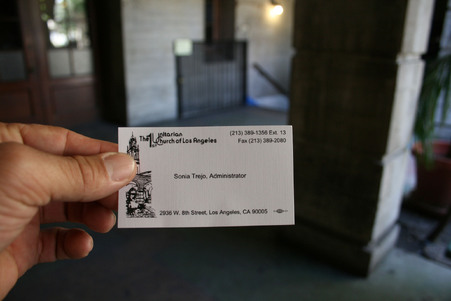 The Unitarian
Church of Los Angeles
(213) 389-1356 Ext. 13
Fax (213) 389-2080
Sonia Trejo, Administrator
2936 W. 8th Street, Los Angeles, CA 90005